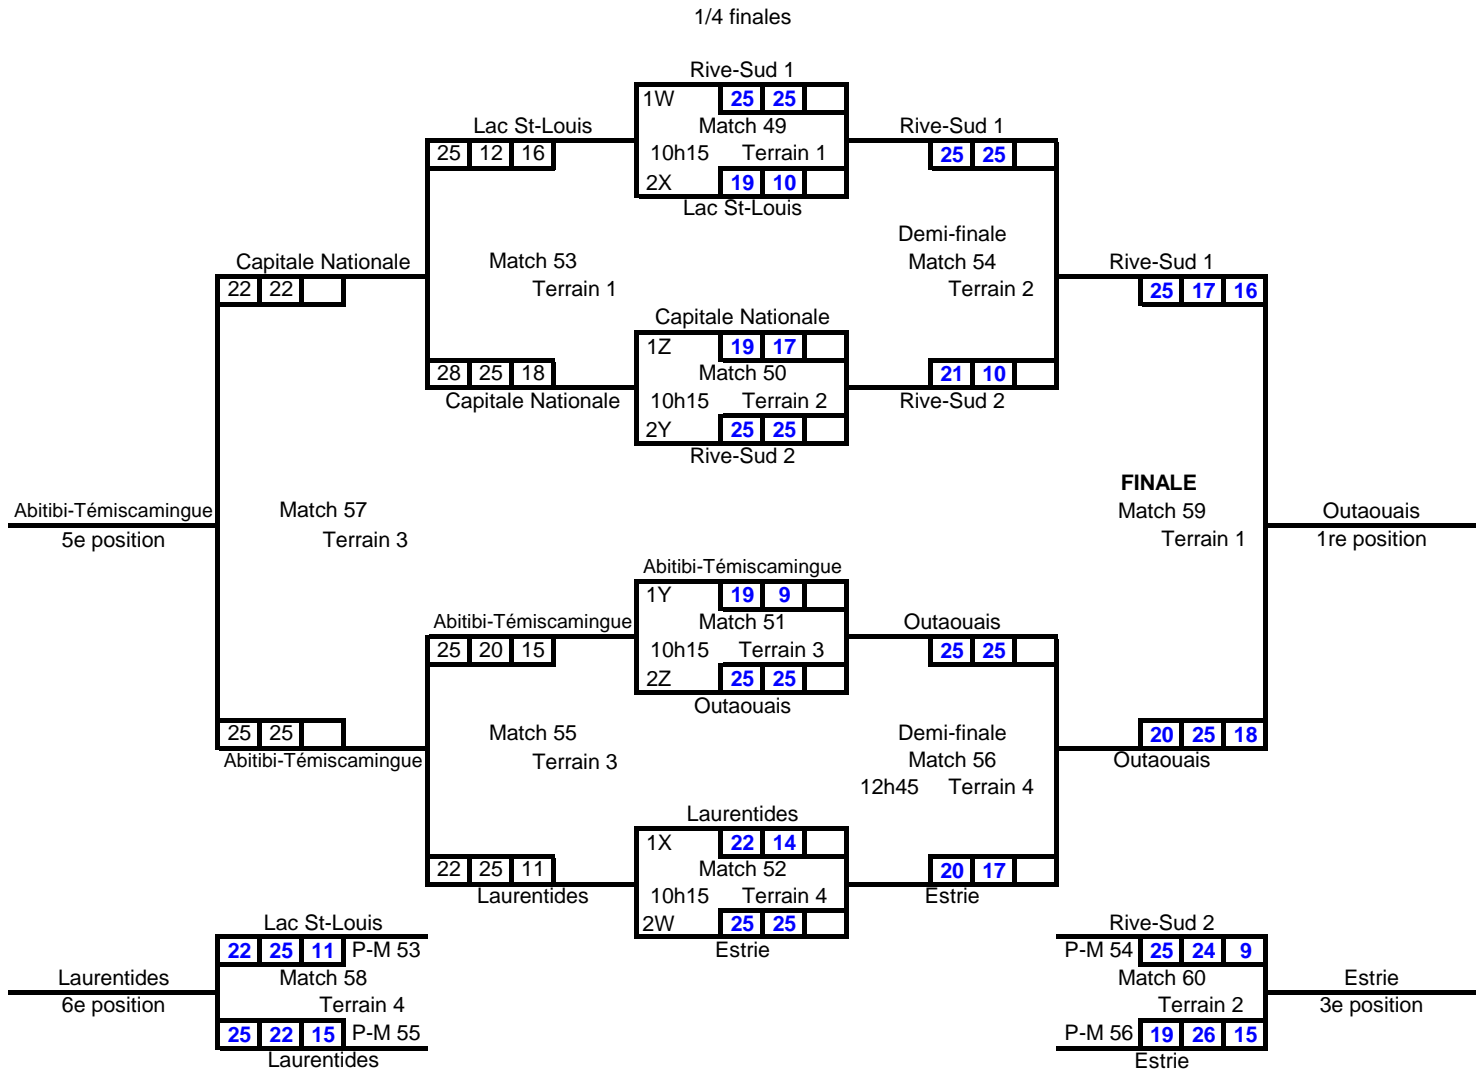 1/4 finales
Rive-Sud 1
1W 25 25
Lac St-Louis Match 49 Rive-Sud 1
25 12 16 10h15 Terrain 1 25 25
2X 19 10
Lac St-Louis
Demi-finale
Capitale Nationale Match 53 Match 54 Rive-Sud 1
22 22 Terrain 1 Terrain 2 25 17 16
Capitale Nationale
1Z 19 17
28 25 18 Match 50 21 10
Capitale Nationale 10h15 Terrain 2 Rive-Sud 2
2Y 25 25
Rive-Sud 2
FINALE
Abitibi-Témiscamingue Match 57 Match 59 Outaouais
5e position Terrain 3 Terrain 1 1re position
Abitibi-Témiscamingue
1Y 19 9
Abitibi-Témiscamingue Match 51 Outaouais
25 20 15 10h15 Terrain 3 25 25
2Z 25 25
Outaouais
25 25 Match 55 Demi-finale 20 25 18
Abitibi-Témiscamingue Terrain 3 Match 56 Outaouais
12h45 Terrain 4
Laurentides
1X 22 14
22 25 11 Match 52 20 17
Laurentides 10h15 Terrain 4 Estrie
2W 25 25
Estrie
Lac St-Louis Rive-Sud 2
22 25 11 P-M 53 P-M 54 25 24 9
Laurentides Match 58 Match 60 Estrie
6e position Terrain 4 Terrain 2 3e position
25 22 15 P-M 55 P-M 56 19 26 15
Laurentides Estrie